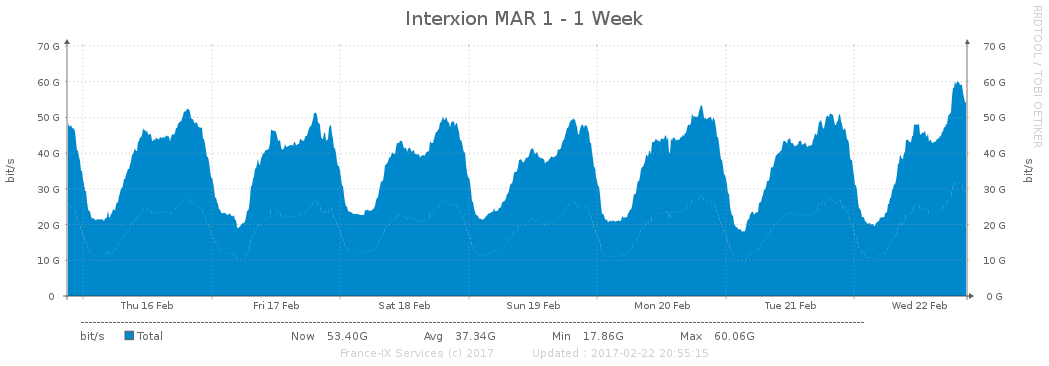 Interxion MAR 1 - 1 Week
RRDTOOL / TOBI OETIKER
70 G 70 G
60 G 60 G
50 G 50 G
40 G 40 G
30 G 30 G
20 G 20 G
10 G 10 G
0 0 G
bit/s bit/s
Thu 16 Feb Fri 17 Feb Sat 18 Feb Sun 19 Feb Mon 20 Feb Tue 21 Feb Wed 22 Feb
bit/s Total Now 53.40G Avg 37.34G Min 17.86G Max 60.06G
France-IX Services (c) 2017 Updated : 2017-02-22 20:55:15